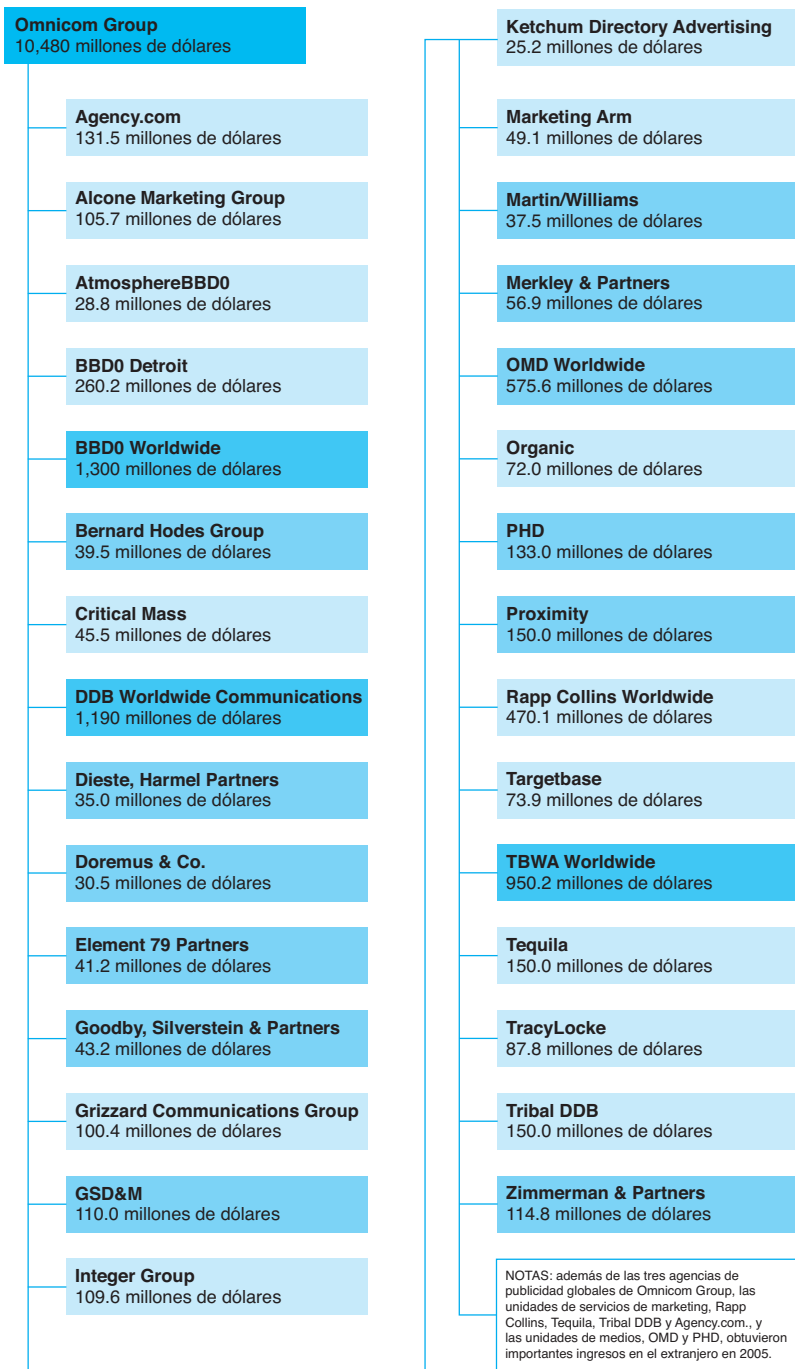 Omnicom Group
10,480 millones de dólares
Agency.com
131.5 millones de dólares
Alcone Marketing Group
105.7 millones de dólares
AtmosphereBBD0
28.8 millones de dólares
BBD0 Detroit
260.2 millones de dólares
BBD0 Worldwide
1,300 millones de dólares
Bernard Hodes Group
39.5 millones de dólares
Critical Mass
45.5 millones de dólares
DDB Worldwide Communications
1,190 millones de dólares
Dieste, Harmel Partners
35.0 millones de dólares
Doremus & Co.
30.5 millones de dólares
Element 79 Partners
41.2 millones de dólares
Goodby, Silverstein & Partners
43.2 millones de dólares
Grizzard Communications Group
100.4 millones de dólares
GSD&M
110.0 millones de dólares
Integer Group
109.6 millones de dólares
Ketchum Directory Advertising
25.2 millones de dólares
Marketing Arm
49.1 millones de dólares
Martin/Williams
37.5 millones de dólares
Merkley & Partners
56.9 millones de dólares
OMD Worldwide
575.6 millones de dólares
Organic
72.0 millones de dólares
PHD
133.0 millones de dólares
Proximity
150.0 millones de dólares
Rapp Collins Worldwide
470.1 millones de dólares
Targetbase
73.9 millones de dólares
TBWA Worldwide
950.2 millones de dólares
Tequila
150.0 millones de dólares
TracyLocke
87.8 millones de dólares
Tribal DDB
150.0 millones de dólares
Zimmerman & Partners
114.8 millones de dólares
NOTAS: además de las tres agencias de
publicidad globales de Omnicom Group, las
unidades de servicios de marketing, Rapp
Collins, Tequila, Tribal DDB y Agency.com., y
las unidades de medios, OMD y PHD, obtuvieron
importantes ingresos en el extranjero en 2005.